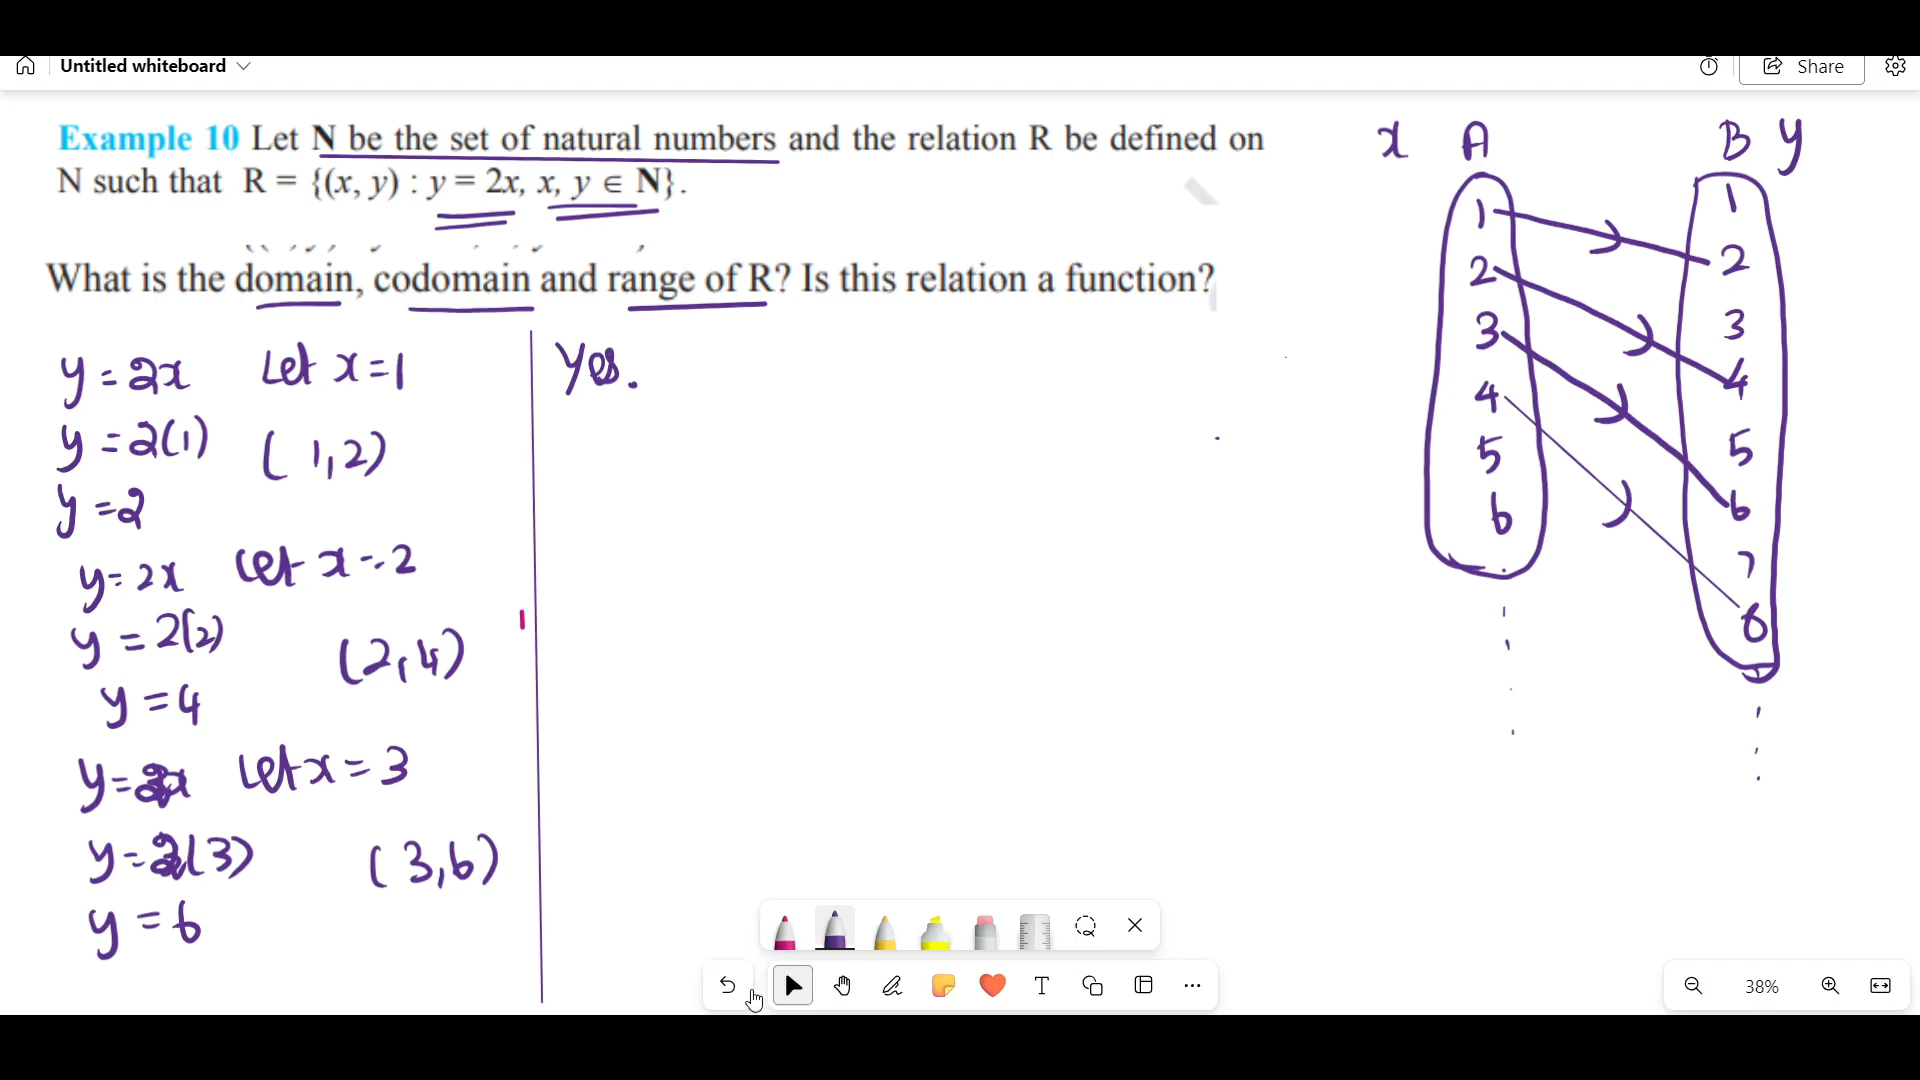 Untitled whiteboard
Share
Example 10 Let N be the set of natural numbers and the relation R be defined on
N such that R = {(x, y) : y = 2x, x, y ∈ N}.
What is the domain, codomain and range of R? Is this relation a function?
y = 2x Let x = 1
y = 2(1) ( 1,2)
y = 2
y = 2x Let x = 2
y = 2(2) (2,4)
y = 4
y = 2x Let x = 3
y = 2(3) ( 3,6)
y = 6
Yes.
x A B y
1 1
2 2
3 3
4 4
5 5
6 6
7
8
38%